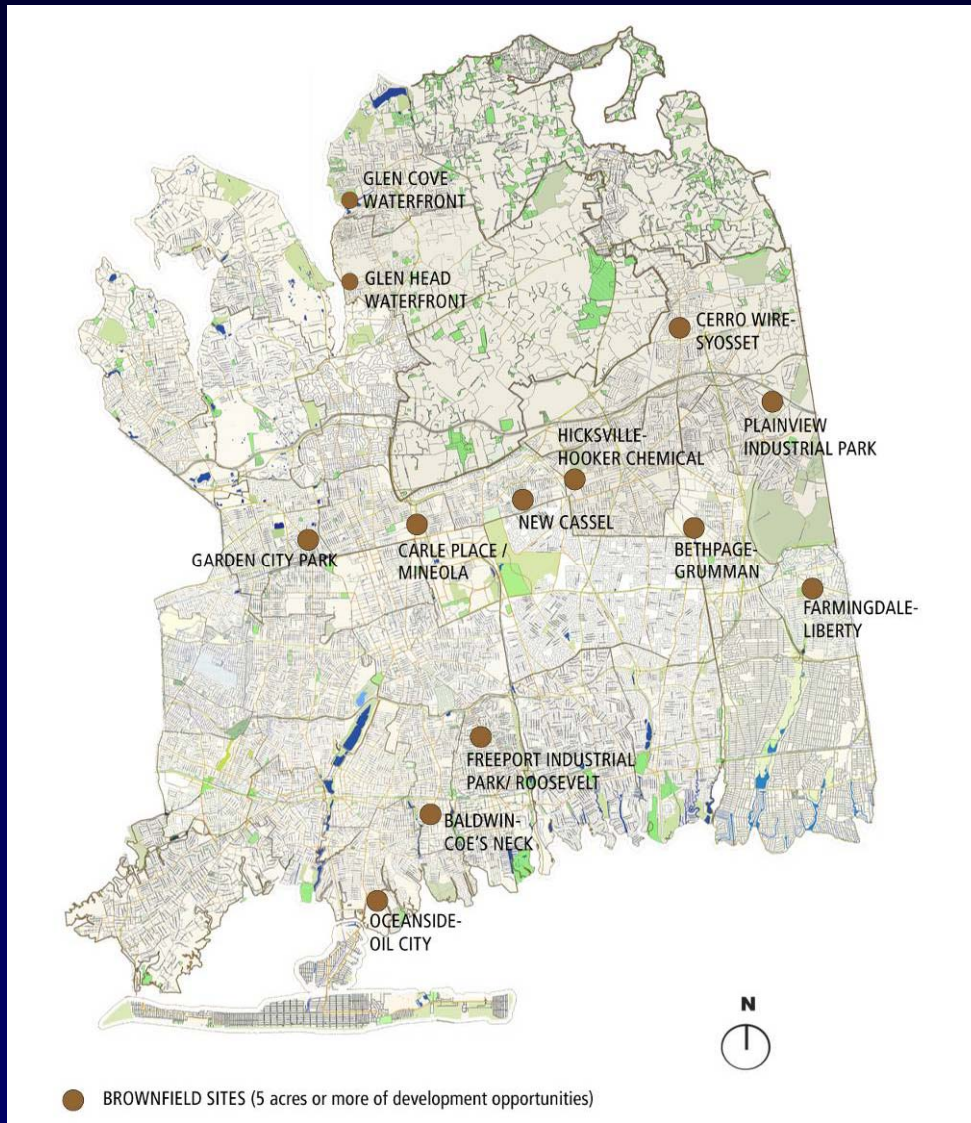 GLEN COVE
WATERFRONT
GLEN HEAD
WATERFRONT
CERRO WIRE-
SYOSSET
PLAINVIEW
INDUSTRIAL PARK
HICKSVILLE-
HOOKER CHEMICAL
NEW CASSEL
GARDEN CITY PARK
CARLE PLACE /
MINEOLA
BETHPAGE-
GRUMMAN
FARMINGDALE-
LIBERTY
FREEPORT INDUSTRIAL
PARK/ ROOSEVELT
BALDWIN-
COE'S NECK
OCEANSIDE-
OIL CITY
N
BROWNFIELD SITES (5 acres or more of development opportunities)